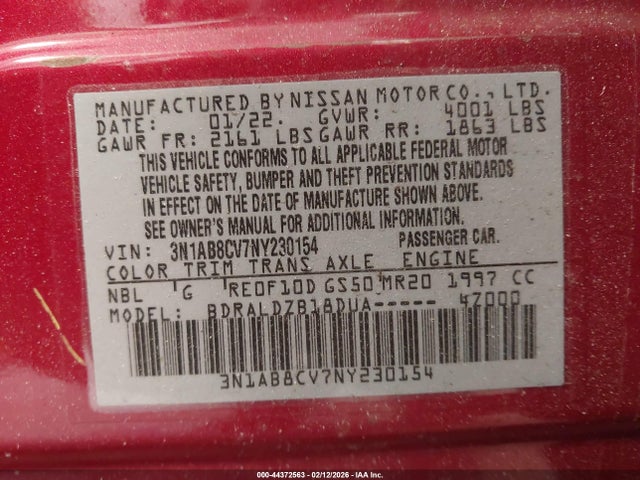 MANUFACTURED BY NISSAN MOTOR CO., LTD.
DATE: 01/22. GVWR: 4001 LBS
GAWR FR: 2161 LBS GAWR RR: 1863 LBS
THIS VEHICLE CONFORMS TO ALL APPLICABLE FEDERAL MOTOR
VEHICLE SAFETY, BUMPER AND THEFT PREVENTION STANDARDS
IN EFFECT ON THE DATE OF MANUFACTURE SHOWN ABOVE.
SEE OWNER'S MANUAL FOR ADDITIONAL INFORMATION.
VIN: 3N1AB8CV7NY230154 PASSENGER CAR.
COLOR TRIM TRANS AXLE ENGINE
NBL G RE0F10D GS50 MR20 1997 CC
MODEL: BDRALDZB18DUA----- 47000
3N1AB8CV7NY230154
000-44372563 - 02/12/2026 - IAA Inc.